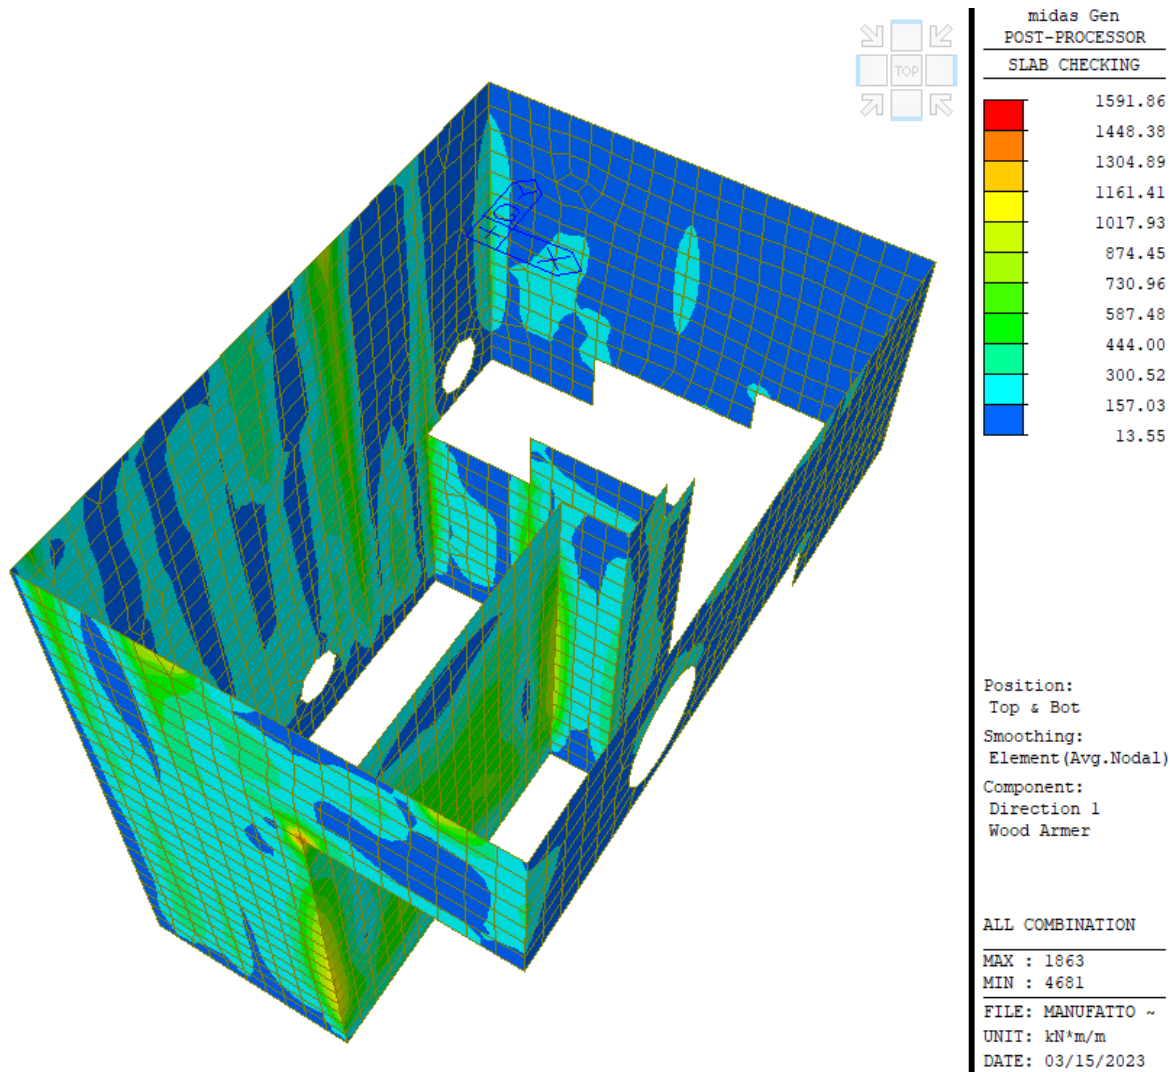 midas Gen
POST-PROCESSOR
SLAB CHECKING
TOP
1591.86
1448.38
1304.89
1161.41
1017.93
874.45
730.96
587.48
444.00
300.52
157.03
13.55
X
Position:
Top & Bot
Smoothing:
Element(Avg.Nodal)
Component:
Direction 1
Wood Armer
ALL COMBINATION
MAX : 1863
MIN : 4681
FILE: MANUFATTO ~
UNIT: kN*m/m
DATE: 03/15/2023